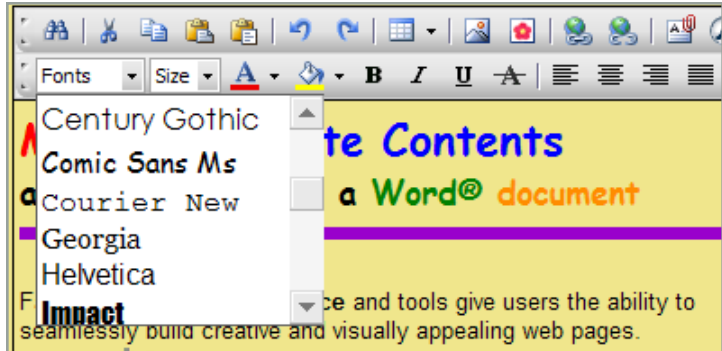 Fonts Size A B I U A
Century Gothic
Comic Sans Ms
Courier New
Georgia
Helvetica
Impact
te Contents
a Word® document
and tools give users the ability to
seamlessly build creative and visually appealing web pages.